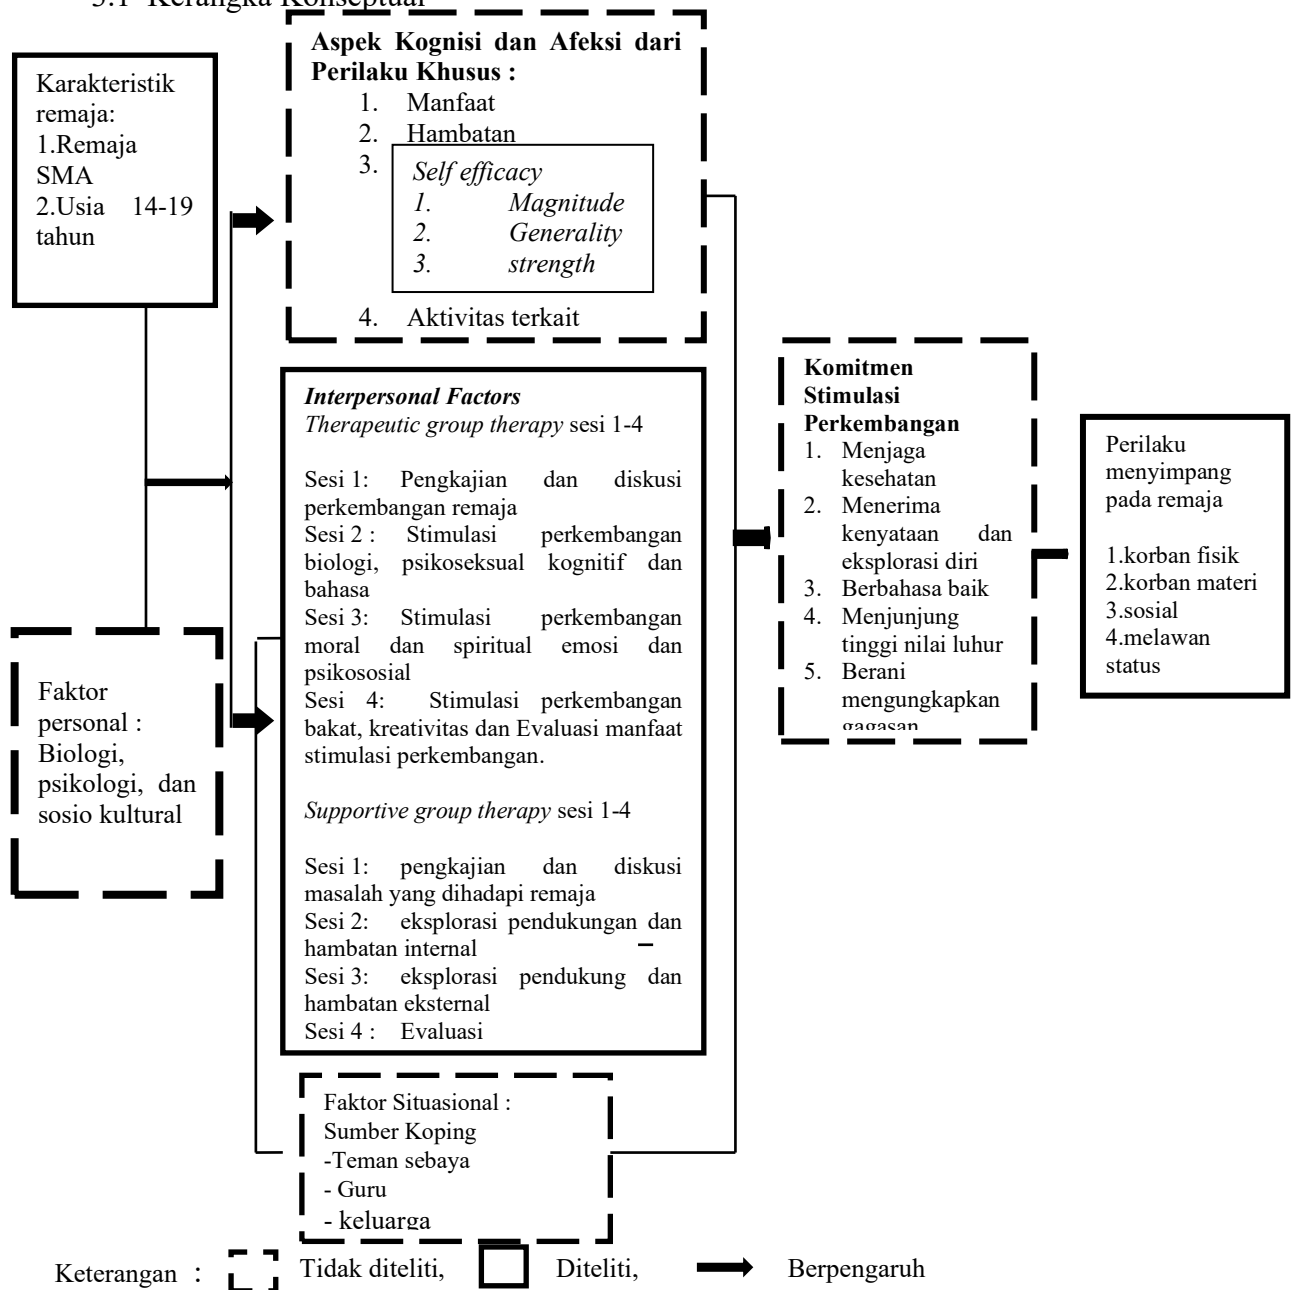 3.1 Kerangka Konseptual
Karakteristik
remaja:
1.Remaja
SMA
2.Usia 14-19
tahun
Faktor
personal :
Biologi,
psikologi, dan
sosio kultural
Aspek Kognisi dan Afeksi dari
Perilaku Khusus :
1. Manfaat
2. Hambatan
3.
Self efficacy
1. Magnitude
2. Generality
3. strength
4. Aktivitas terkait
Interpersonal Factors
Therapeutic group therapy sesi 1-4
Sesi 1: Pengkajian dan diskusi
perkembangan remaja
Sesi 2 : Stimulasi perkembangan
biologi, psikoseksual kognitif dan
bahasa
Sesi 3: Stimulasi perkembangan
moral dan spiritual emosi dan
psikososial
Sesi 4: Stimulasi perkembangan
bakat, kreativitas dan Evaluasi manfaat
stimulasi perkembangan.
Supportive group therapy sesi 1-4
Sesi 1: pengkajian dan diskusi
masalah yang dihadapi remaja
Sesi 2: eksplorasi pendukungan dan
hambatan internal
Sesi 3: eksplorasi pendukung dan
hambatan eksternal
Sesi 4 : Evaluasi
Faktor Situasional :
Sumber Koping
-Teman sebaya
- Guru
- keluarga
Komitmen
Stimulasi
Perkembangan
1. Menjaga
kesehatan
2. Menerima
kenyataan dan
eksplorasi diri
3. Berbahasa baik
4. Menjunjung
tinggi nilai luhur
5. Berani
mengungkapkan
gagasan
Perilaku
menyimpang
pada remaja
1.korban fisik
2.korban materi
3.sosial
4.melawan
status
Keterangan : Tidak diteliti, Diteliti, Berpengaruh